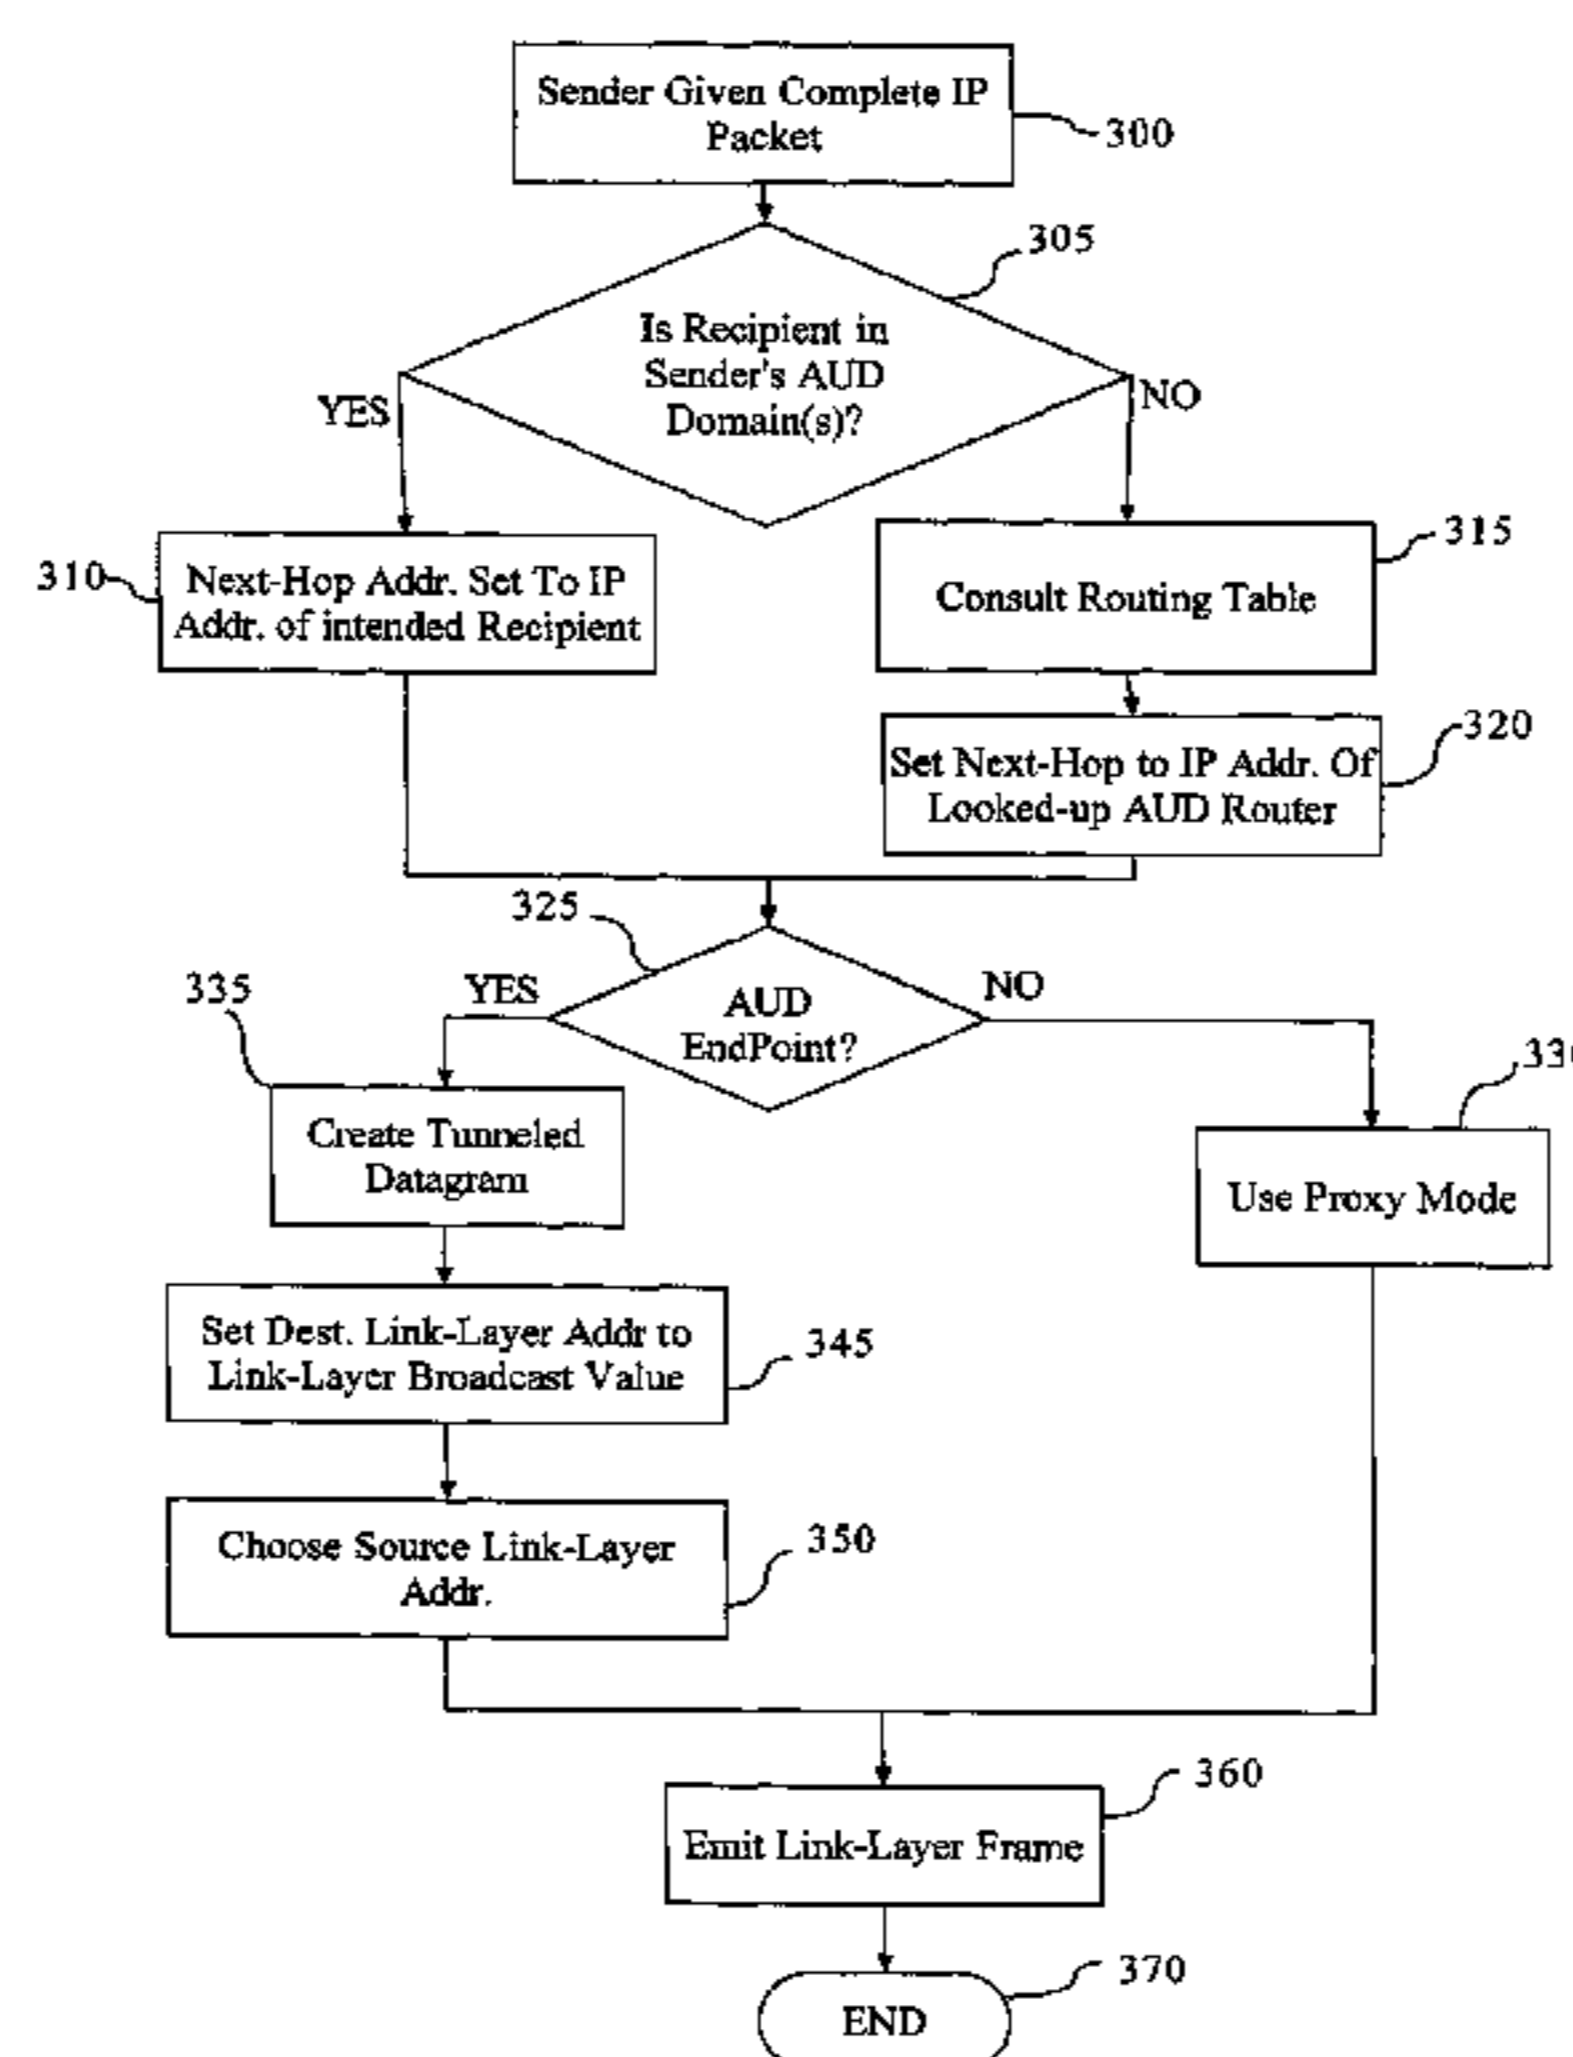 Sender Given Complete IP
Packet
300
305
Is Recipient in
Sender's AUD
Domain(s)?
YES
NO
310
Next-Hop Addr. Set To IP
Addr. of intended Recipient
315
Consult Routing Table
320
Set Next-Hop to IP Addr. Of
Looked-up AUD Router
325
335
YES
NO
AUD
EndPoint?
Create Tunneled
Datagram
Use Proxy Mode
Set Dest. Link-Layer Addr to
Link-Layer Broadcast Value
345
Choose Source Link-Layer
Addr.
350
360
Emit Link-Layer Frame
370
END